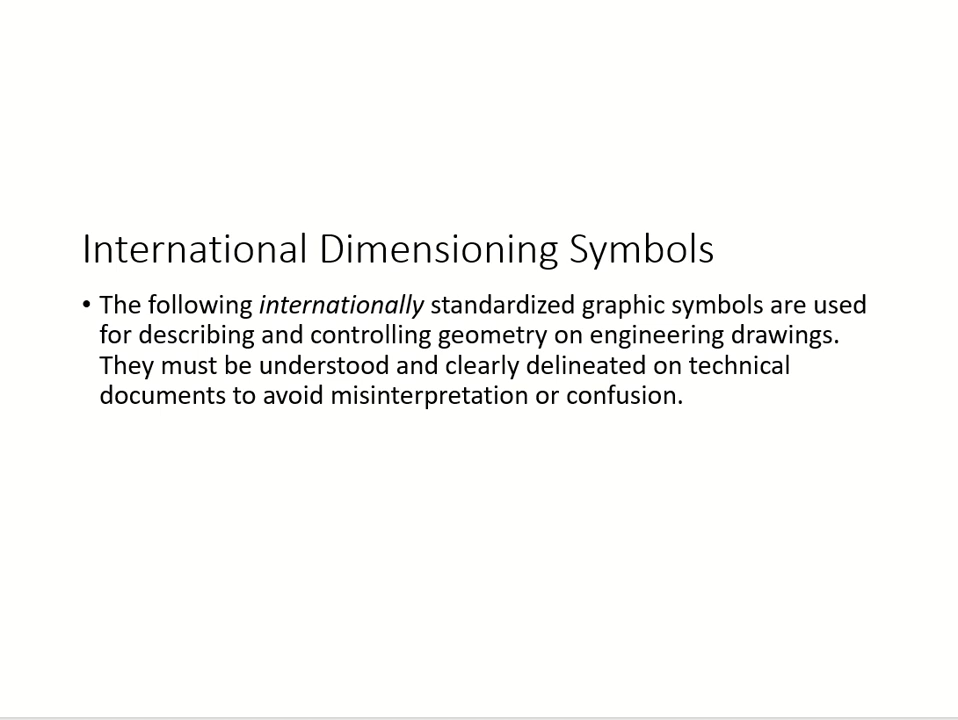 International Dimensioning Symbols
• The following internationally standardized graphic symbols are used
for describing and controlling geometry on engineering drawings.
They must be understood and clearly delineated on technical
documents to avoid misinterpretation or confusion.